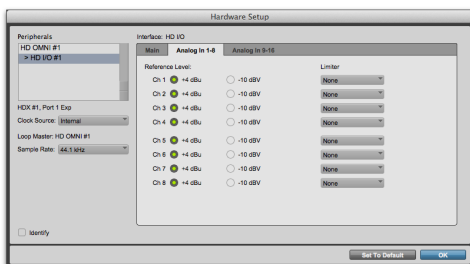 Hardware Setup
Peripherals
HD OMNI #1
> HD I/O #1
HDX #1, Port 1 Exp
Clock Source: Internal
Loop Master: HD OMNI #1
Sample Rate: 44.1 kHz
Identify
Interface: HD I/O
Main Analog In 1-8 Analog In 9-16
Reference Level: Limiter
Ch 1 +4 dBu -10 dBV None
Ch 2 +4 dBu -10 dBV None
Ch 3 +4 dBu -10 dBV None
Ch 4 +4 dBu -10 dBV None
Ch 5 +4 dBu -10 dBV None
Ch 6 +4 dBu -10 dBV None
Ch 7 +4 dBu -10 dBV None
Ch 8 +4 dBu -10 dBV None
Set To Default OK